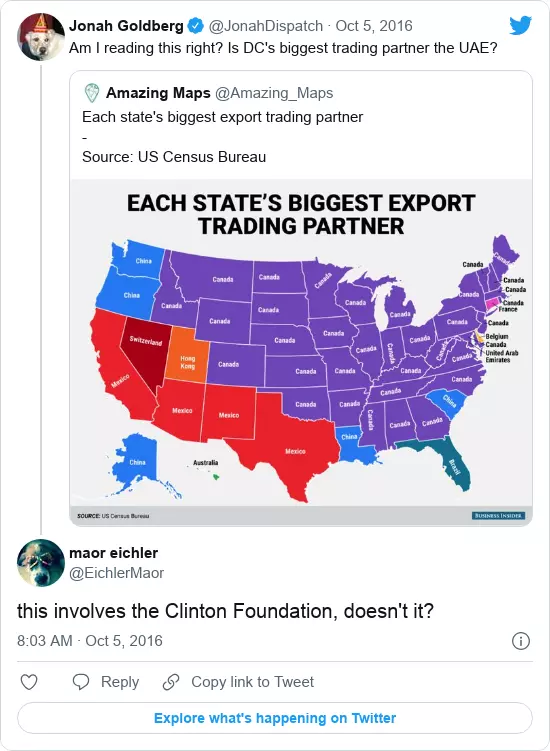 Jonah Goldberg @JonahDispatch · Oct 5, 2016
Am I reading this right? Is DC's biggest trading partner the UAE?
Amazing Maps @Amazing_Maps
Each state's biggest export trading partner
-
Source: US Census Bureau
EACH STATE'S BIGGEST EXPORT
TRADING PARTNER
China
Canada
Canada
Canada
Canada
Canada
Canada
Canada
China
Canada
Canada
Canada
Canada
Canada
Canada
Canada
Canada
France
Canada
Canada
Canada
Belgium
Canada
United Arab
Emirates
Switzerland
Hong
Kong
Canada
Canada
Canada
Canada
Canada
Canada
Canada
Canada
Canada
Canada
Canada
Mexico
Mexico
Mexico
Canada
Canada
Canada
Canada
China
Canada
Canada
Canada
Mexico
China
Brazil
China
Australia
SOURCE: US Census Bureau
BUSINESS INSIDER
maor eichler
@EichlerMaor
this involves the Clinton Foundation, doesn't it?
8:03 AM · Oct 5, 2016
Reply
Copy link to Tweet
Explore what's happening on Twitter